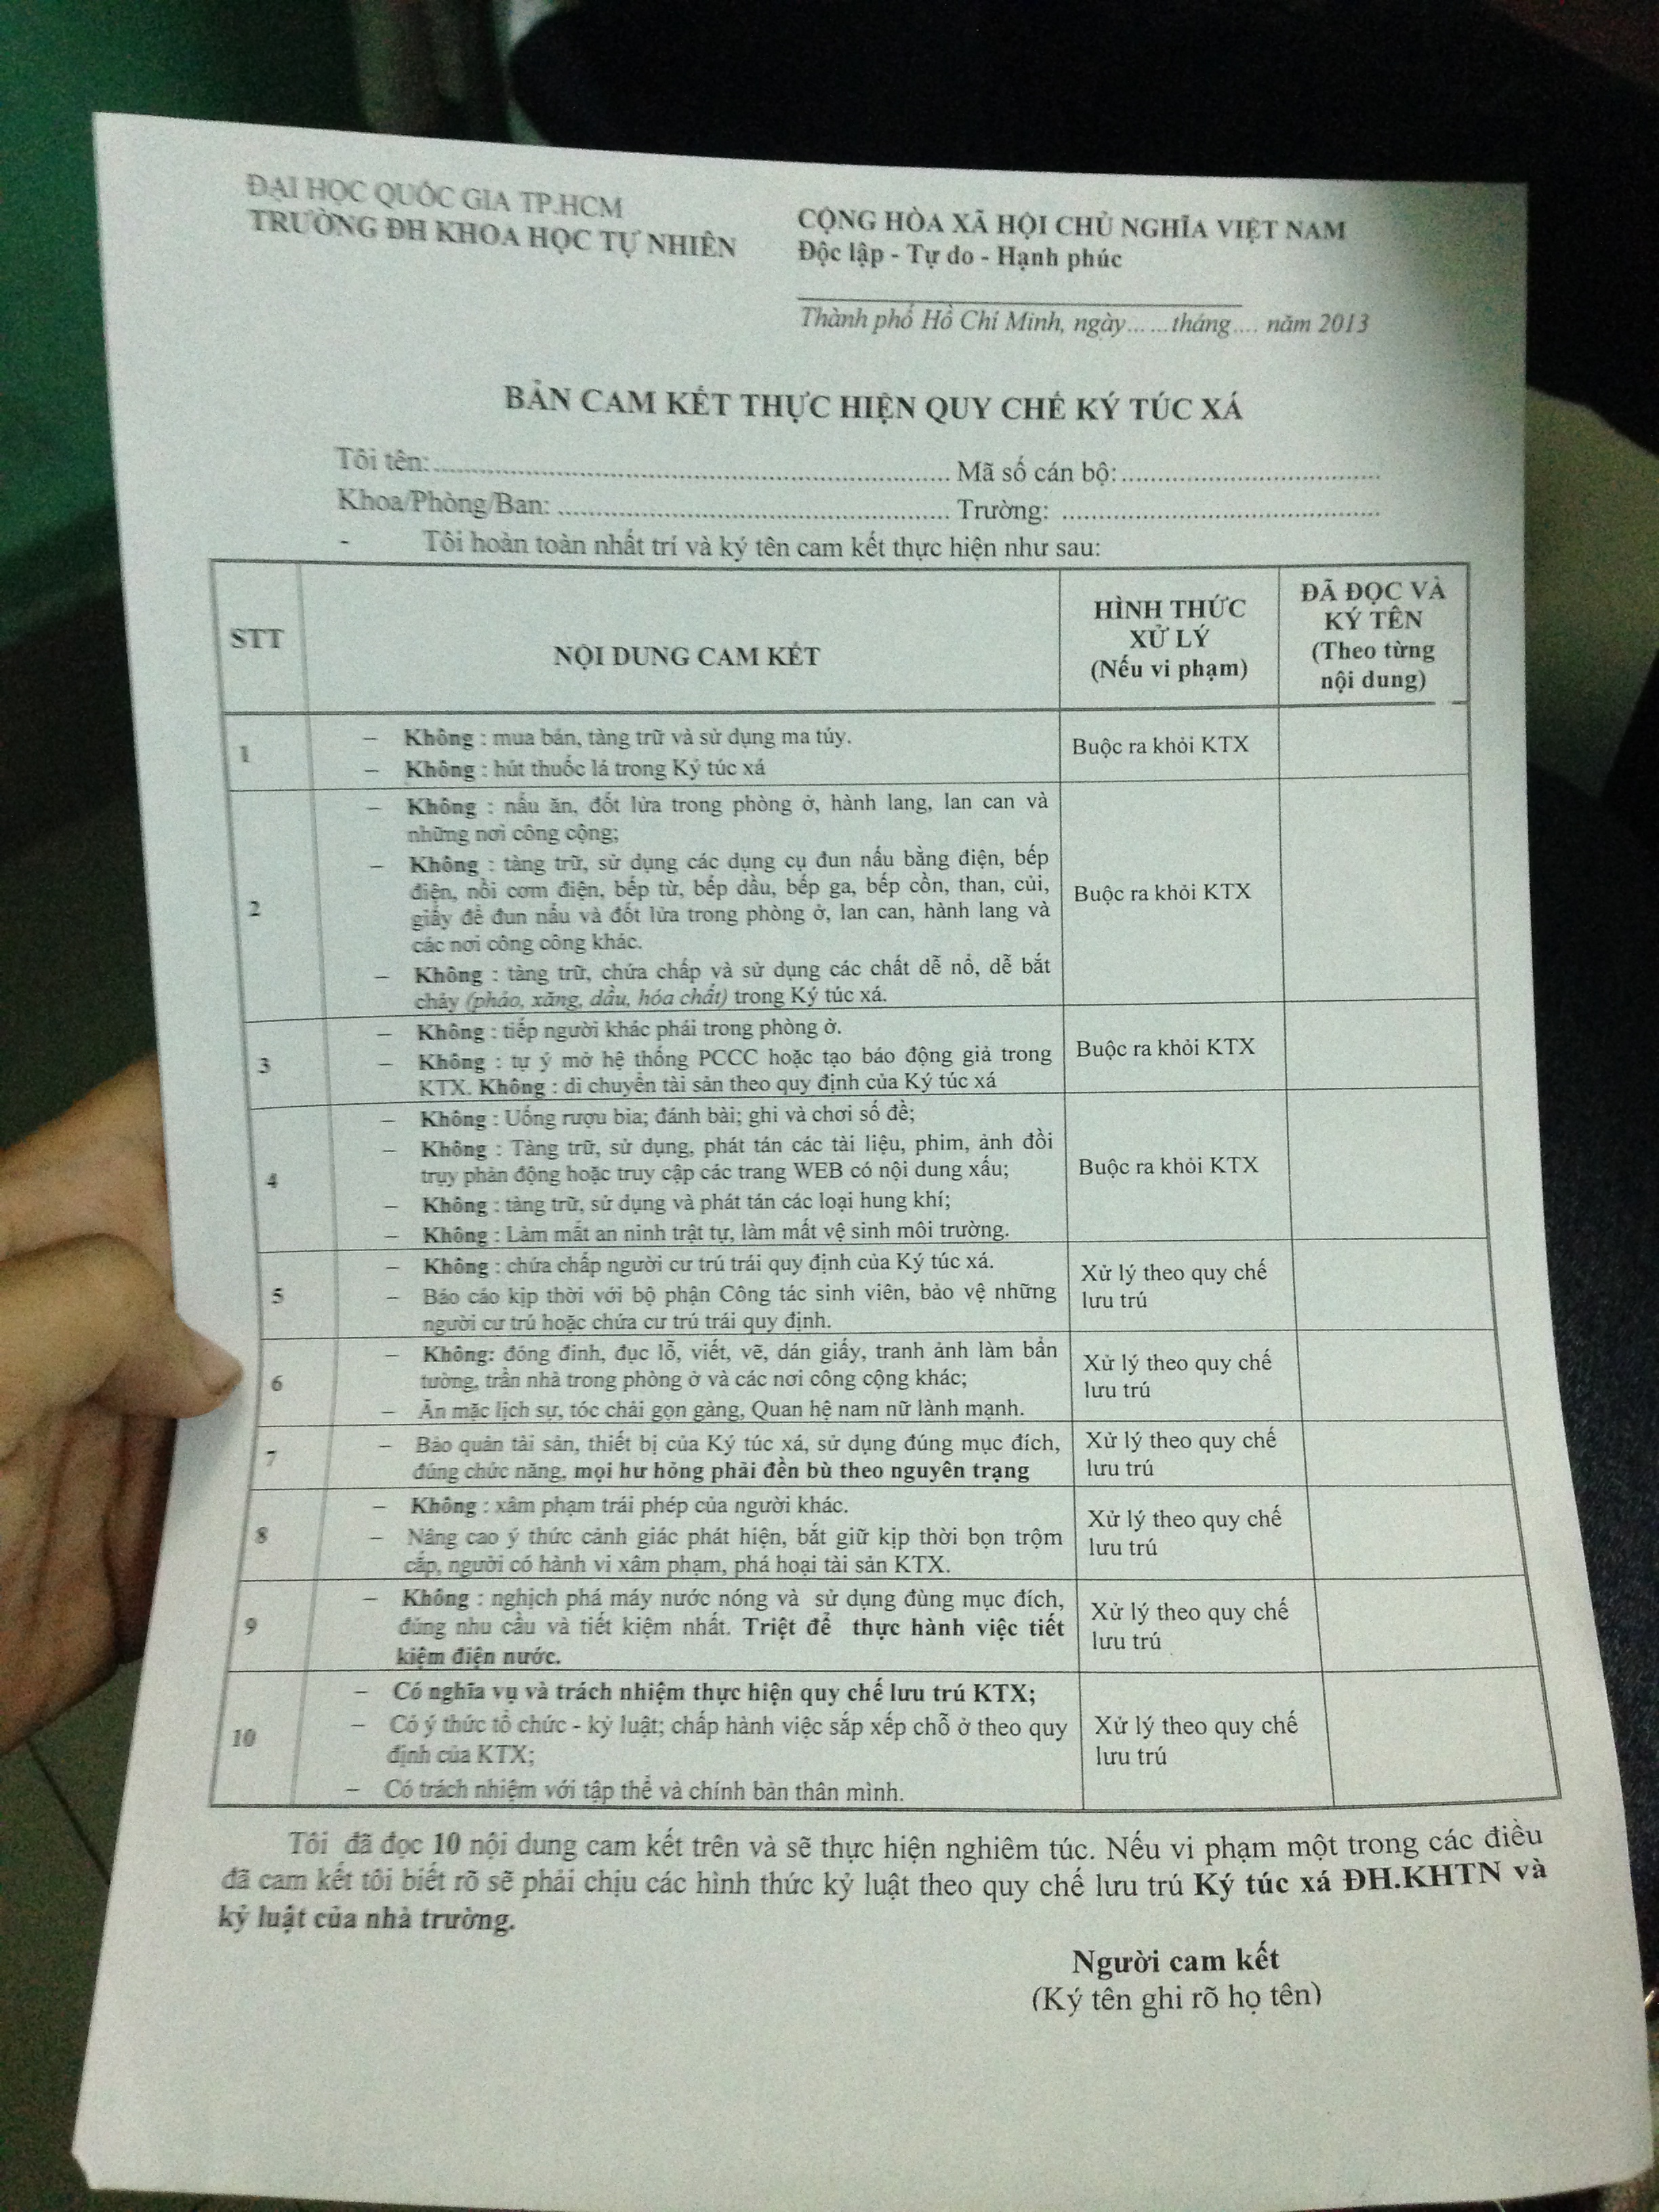 ĐẠI HỌC QUỐC GIA TP.HCM
TRƯỜNG ĐH KHOA HỌC TỰ NHIÊN
CỘNG HÒA XÃ HỘI CHỦ NGHĨA VIỆT NAM
Độc lập - Tự do - Hạnh phúc
Thành phố Hồ Chí Minh, ngày......tháng.... năm 2013
BẢN CAM KẾT THỰC HIỆN QUY CHẾ KÝ TÚC XÁ
Tôi tên:.................................................. Mã số cán bộ:..................................
Khoa/Phòng/Ban: .................................................. Trường: ..................................
- Tôi hoàn toàn nhất trí và ký tên cam kết thực hiện như sau:
STT
NỘI DUNG CAM KẾT
HÌNH THỨC
XỬ LÝ
(Nếu vi phạm)
ĐÃ ĐỌC VÀ
KÝ TÊN
(Theo từng
nội dung)
1
– Không : mua bán, tàng trữ và sử dụng ma túy.
– Không : hút thuốc lá trong Ký túc xá
Buộc ra khỏi KTX
2
– Không : nấu ăn, đốt lửa trong phòng ở, hành lang, lan can và
những nơi công cộng;
– Không : tàng trữ, sử dụng các dụng cụ đun nấu bằng điện, bếp
điện, nồi cơm điện, bếp từ, bếp dầu, bếp ga, bếp cồn, than, củi,
giấy để đun nấu và đốt lửa trong phòng ở, lan can, hành lang và
các nơi công công khác.
– Không : tàng trữ, chứa chấp và sử dụng các chất dễ nổ, dễ bắt
cháy (pháo, xăng, dầu, hóa chất) trong Ký túc xá.
Buộc ra khỏi KTX
3
– Không : tiếp người khác phái trong phòng ở.
– Không : tự ý mở hệ thống PCCC hoặc tạo báo động giả trong
KTX. Không : di chuyển tài sản theo quy định của Ký túc xá
Buộc ra khỏi KTX
4
– Không : Uống rượu bia; đánh bài; ghi và chơi số đề;
– Không : Tàng trữ, sử dụng, phát tán các tài liệu, phim, ảnh đồi
trụy phản động hoặc truy cập các trang WEB có nội dung xấu;
– Không : tàng trữ, sử dụng và phát tán các loại hung khí;
– Không : Làm mất an ninh trật tự, làm mất vệ sinh môi trường.
Buộc ra khỏi KTX
5
– Không : chứa chấp người cư trú trái quy định của Ký túc xá.
– Báo cáo kịp thời với bộ phận Công tác sinh viên, bảo vệ những
người cư trú hoặc chứa cư trú trái quy định.
Xử lý theo quy chế
lưu trú
6
– Không: đóng đinh, đục lỗ, viết, vẽ, dán giấy, tranh ảnh làm bẩn
tường, trần nhà trong phòng ở và các nơi công cộng khác;
– Ăn mặc lịch sự, tóc chải gọn gàng, Quan hệ nam nữ lành mạnh.
Xử lý theo quy chế
lưu trú
7
– Bảo quản tài sản, thiết bị của Ký túc xá, sử dụng đúng mục đích,
đúng chức năng, mọi hư hỏng phải đền bù theo nguyên trạng
Xử lý theo quy chế
lưu trú
8
– Không : xâm phạm trái phép của người khác.
– Nâng cao ý thức cảnh giác phát hiện, bắt giữ kịp thời bọn trộm
cắp, người có hành vi xâm phạm, phá hoại tài sản KTX.
Xử lý theo quy chế
lưu trú
9
– Không : nghịch phá máy nước nóng và sử dụng đùng mục đích,
đúng nhu cầu và tiết kiệm nhất. Triệt để thực hành việc tiết
kiệm điện nước.
Xử lý theo quy chế
lưu trú
10
– Có nghĩa vụ và trách nhiệm thực hiện quy chế lưu trú KTX;
– Có ý thức tổ chức - kỷ luật; chấp hành việc sắp xếp chỗ ở theo quy
định của KTX;
– Có trách nhiệm với tập thể và chính bản thân mình.
Xử lý theo quy chế
lưu trú
Tôi đã đọc 10 nội dung cam kết trên và sẽ thực hiện nghiêm túc. Nếu vi phạm một trong các điều
đã cam kết tôi biết rõ sẽ phải chịu các hình thức kỷ luật theo quy chế lưu trú Ký túc xá ĐH.KHTN và
kỷ luật của nhà trường.
Người cam kết
(Ký tên ghi rõ họ tên)